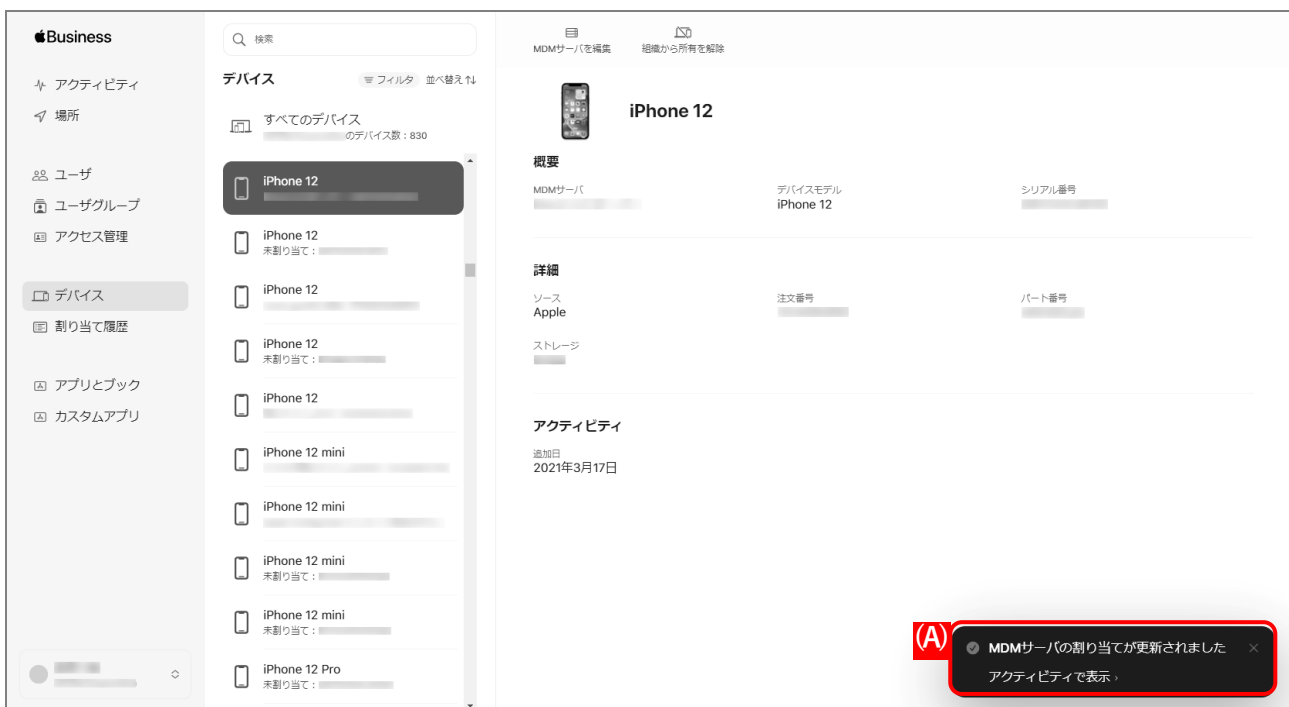 Business
アクティビティ
場所
ユーザ
ユーザグループ
アクセス管理
デバイス
割り当て履歴
アプリとブック
カスタムアプリ
検索
デバイス
フィルタ 並べ替え
すべてのデバイス
のデバイス数：830
iPhone 12
iPhone 12
未割り当て：
iPhone 12
iPhone 12
未割り当て：
iPhone 12
iPhone 12 mini
iPhone 12 mini
iPhone 12 mini
未割り当て：
iPhone 12 mini
未割り当て：
iPhone 12 Pro
未割り当て：
MDMサーバを編集 組織から所有を解除
iPhone 12
概要
MDMサーバ デバイスモデル シリアル番号
iPhone 12
詳細
ソース 注文番号 パート番号
Apple
ストレージ
アクティビティ
追加日
2021年3月17日
(A)
MDMサーバの割り当てが更新されました
アクティビティで表示 ›